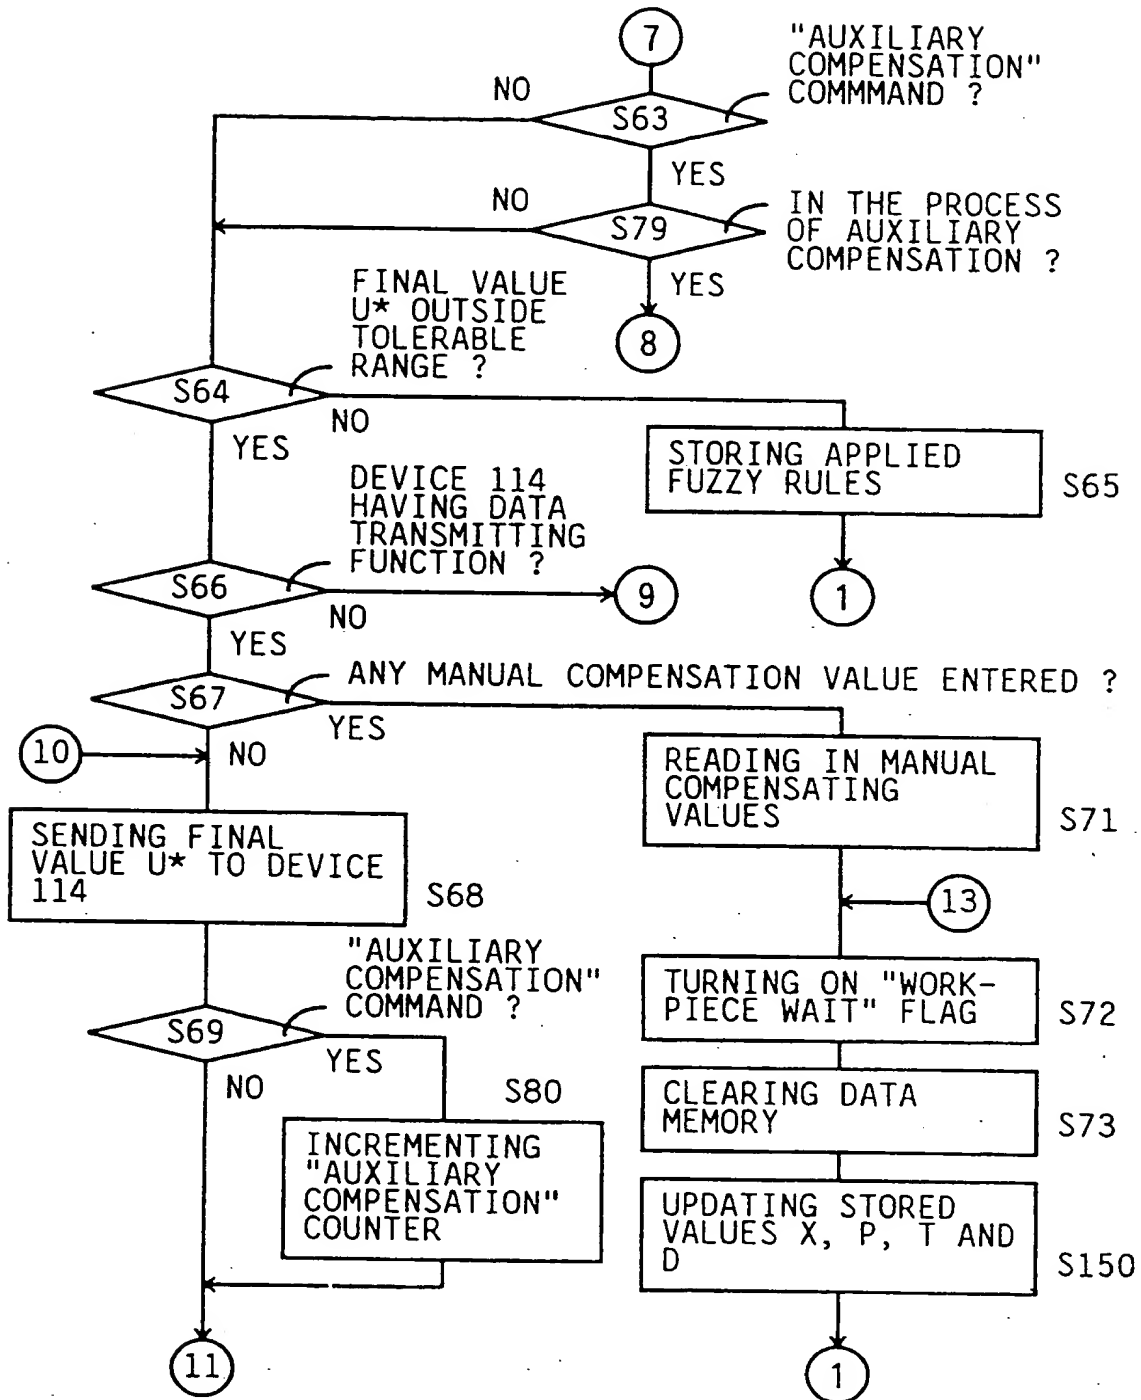 7
"AUXILIARY
COMPENSATION"
COMMMAND ?
NO
S63
YES
NO
S79
IN THE PROCESS
OF AUXILIARY
COMPENSATION ?
YES
8
FINAL VALUE
U* OUTSIDE
TOLERABLE
RANGE ?
S64
NO
YES
STORING APPLIED
FUZZY RULES
S65
1
DEVICE 114
HAVING DATA
TRANSMITTING
FUNCTION ?
S66
NO
9
YES
S67
ANY MANUAL COMPENSATION VALUE ENTERED ?
YES
10
NO
READING IN MANUAL
COMPENSATING
VALUES
S71
SENDING FINAL
VALUE U* TO DEVICE
114
S68
13
"AUXILIARY
COMPENSATION"
COMMAND ?
S69
YES
NO
TURNING ON "WORK-
PIECE WAIT" FLAG
S72
S80
INCREMENTING
"AUXILIARY
COMPENSATION"
COUNTER
CLEARING DATA
MEMORY
S73
UPDATING STORED
VALUES X, P, T AND
D
S150
11
1